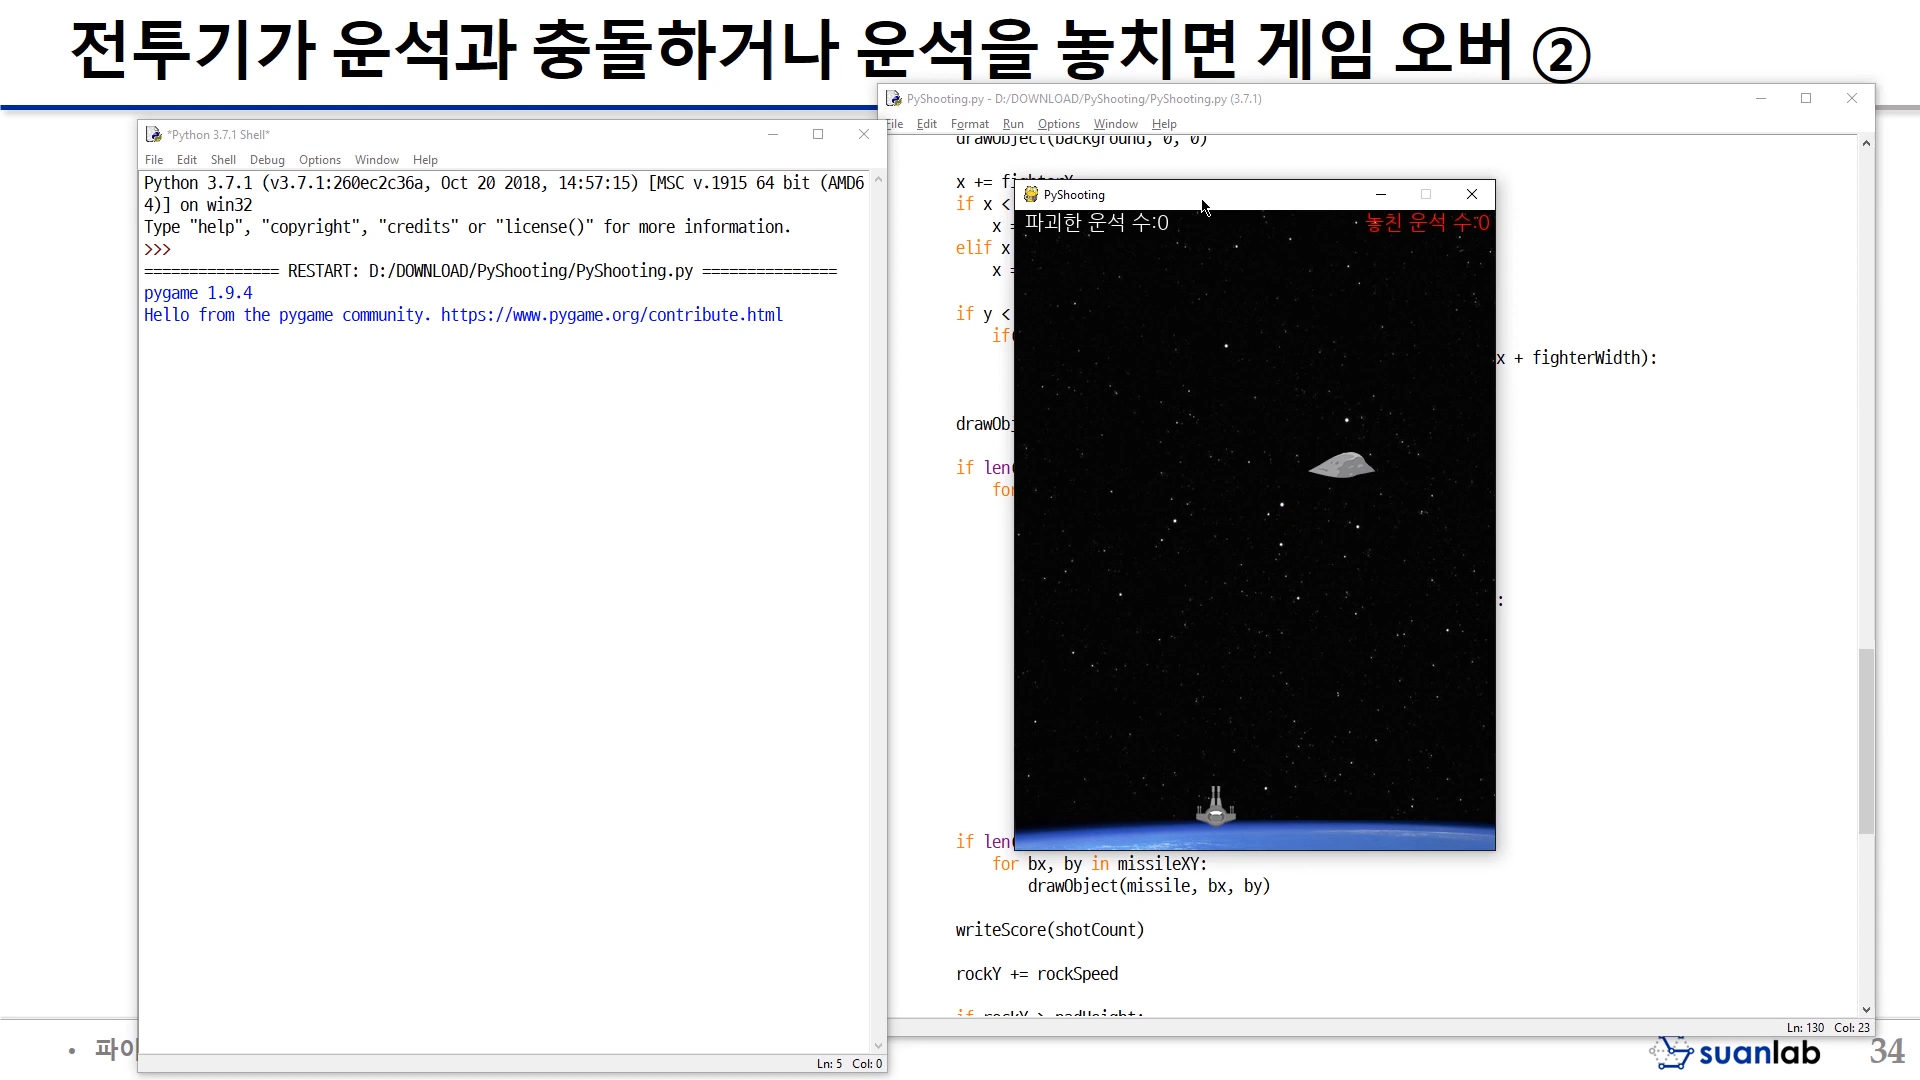 전투기가 운석과 충돌하거나 운석을 놓치면 게임 오버 ②
PyShooting.py - D:/DOWNLOAD/PyShooting/PyShooting.py (3.7.1)
File Edit Format Run Options Window Help
*Python 3.7.1 Shell*
File Edit Shell Debug Options Window Help
Python 3.7.1 (v3.7.1:260ec2c36a, Oct 20 2018, 14:57:15) [MSC v.1915 64 bit (AMD6
4)] on win32
Type "help", "copyright", "credits" or "license()" for more information.
>>>
=============== RESTART: D:/DOWNLOAD/PyShooting/PyShooting.py ===============
pygame 1.9.4
Hello from the pygame community. https://www.pygame.org/contribute.html
Ln: 5 Col: 0
drawObject(background, 0, 0)
x += fighterX
if x <
x =
elif x
x =
if y <
if
x + fighterWidth):
drawObj
if len
for
:
if len
for bx, by in missileXY:
drawObject(missile, bx, by)
writeScore(shotCount)
rockY += rockSpeed
if rockY > padHeight:
Ln: 130 Col: 23
PyShooting
파괴한 운석 수:0
놓친 운석 수:0
• 파이
suanlab
34